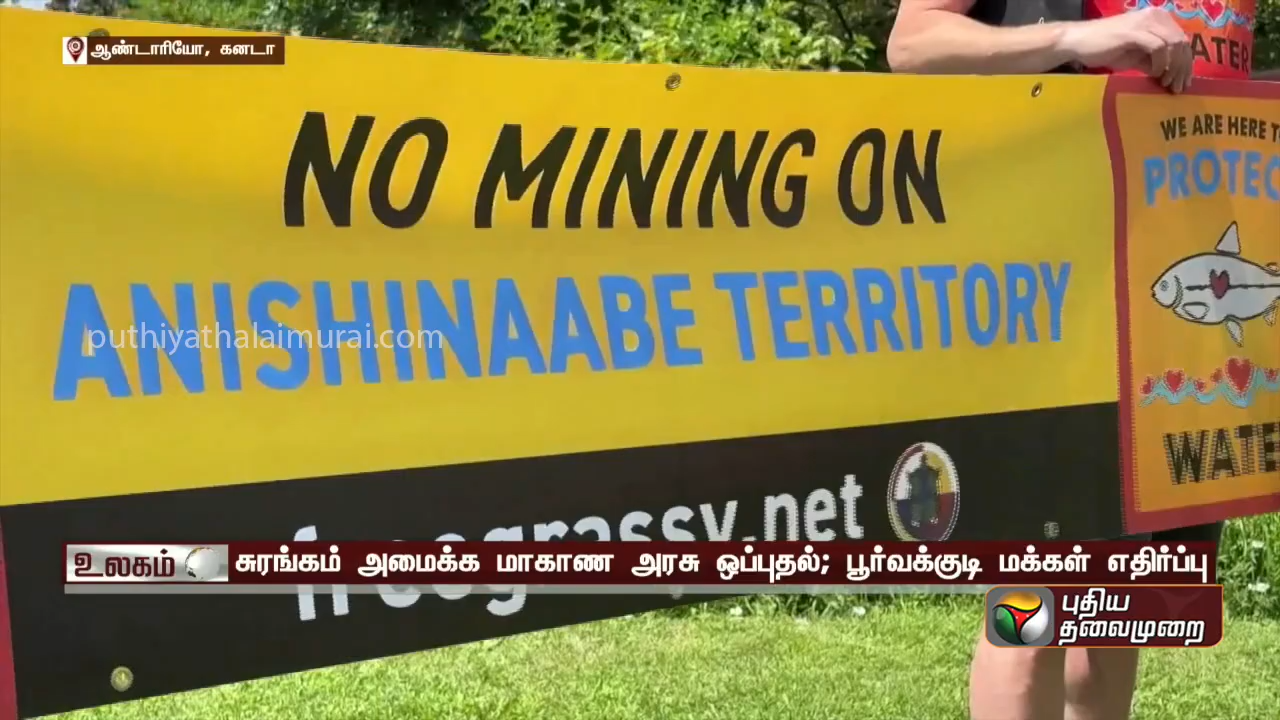 ஆண்டாரியோ, கனடா
NO MINING ON
ANISHINAABE TERRITORY
puthiyathalaimurai.com
freegrassy.net
ATER
WE ARE HERE
PROTEC
WATE
உலகம்
சுரங்கம் அமைக்க மாகாண அரசு ஒப்புதல்; பூர்வக்குடி மக்கள் எதிர்ப்பு
புதிய
தலைமுறை